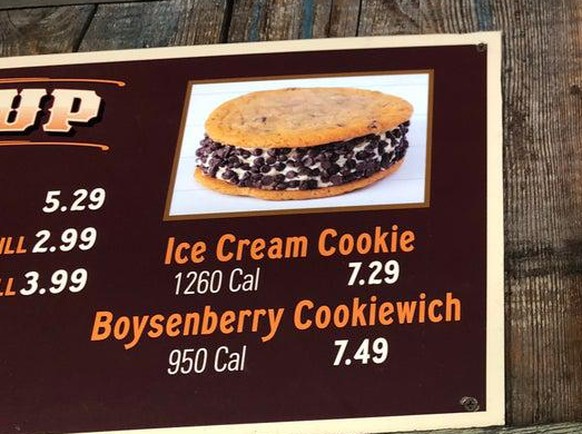 UP
5.29
ILL 2.99
LL 3.99
Ice Cream Cookie
1260 Cal 7.29
Boysenberry Cookiewich
950 Cal 7.49